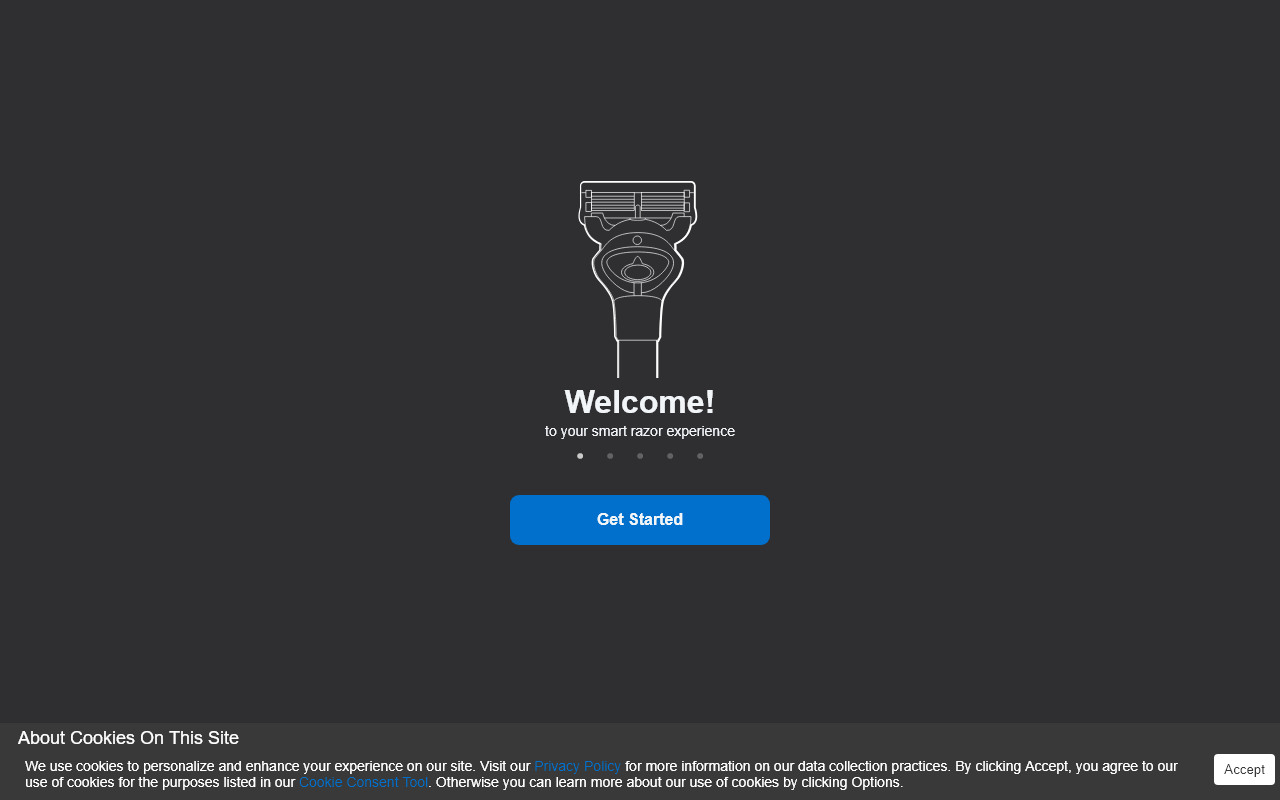 Welcome!
to your smart razor experience
Get Started
About Cookies On This Site
We use cookies to personalize and enhance your experience on our site. Visit our Privacy Policy for more information on our data collection practices. By clicking Accept, you agree to our
use of cookies for the purposes listed in our Cookie Consent Tool. Otherwise you can learn more about our use of cookies by clicking Options.
Accept